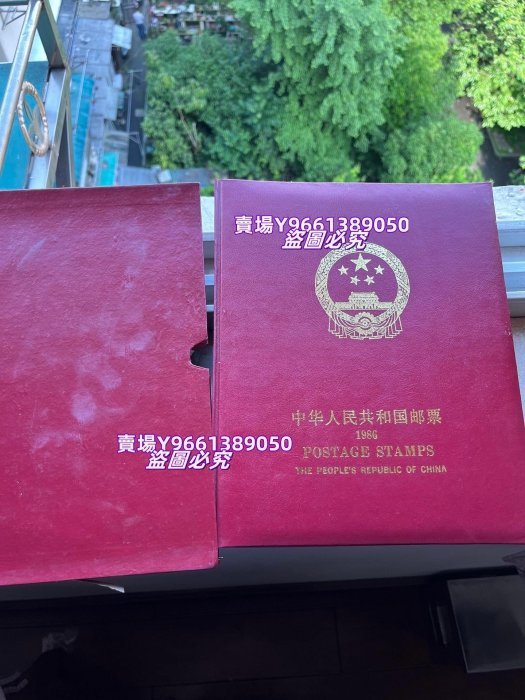 賣場Y9661389050
盜圖必究
中华人民共和国邮票
1986
POSTAGE STAMPS
THE PEOPLE'S REPUBLIC OF CHINA
賣場Y9661389050
盜圖必究